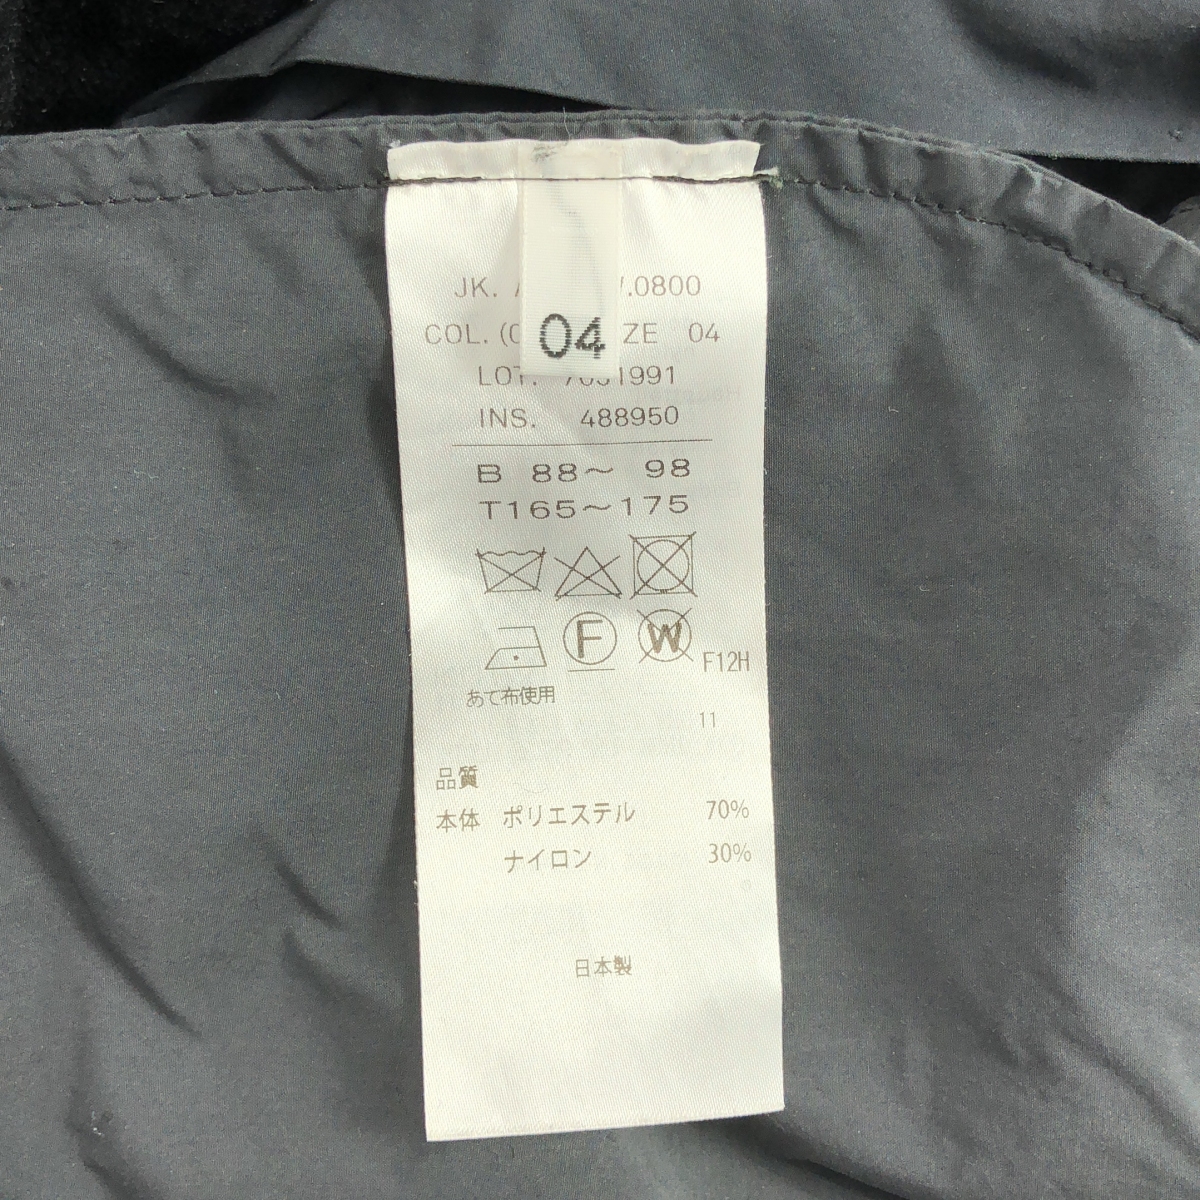 JK. .0800
COL. ZE 04
04
LOT. 7031991
INS. 488950
B 88～ 98
T165～175
F W F12H
あて布使用
11
品質
本体 ポリエステル 70%
ナイロン 30%
日本製